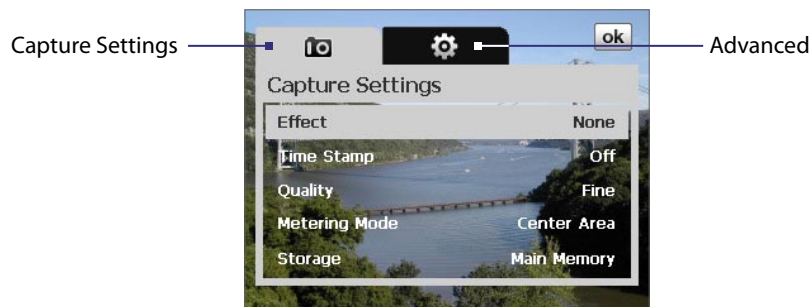 Capture Settings
Advanced
ok
Capture Settings
Effect None
Time Stamp Off
Quality Fine
Metering Mode Center Area
Storage Main Memory